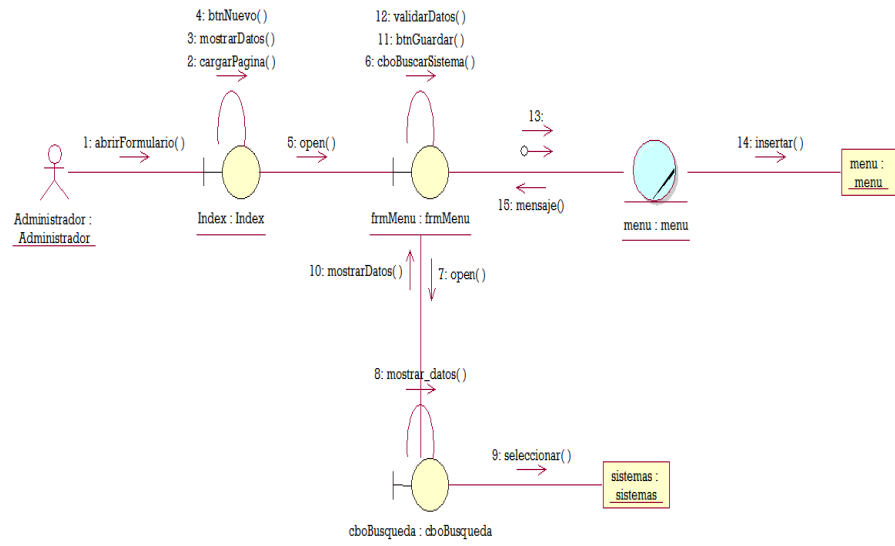 4: btnNuevo( )
3: mostrarDatos( )
2: cargarPagina( )
12: validarDatos( )
11: btnGuardar( )
6: cboBuscarSistema( )
1: abrirFormulario( )
5: open( )
13:
14: insertar( )
menu :
menu
15: mensaje()
Administrador :
Administrador
Index : Index
frmMenu : frmMenu
menu : menu
10: mostrarDatos( )
7: open( )
8: mostrar_datos( )
9: seleccionar( )
sistemas :
sistemas
cboBusqueda : cboBusqueda